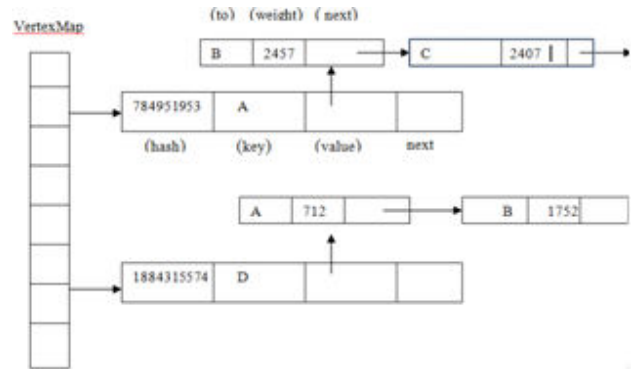 (to) (weight) ( next)
VertexMap
B 2457 C 2407
784951953 A
(hash) (key) (value) next
A 712 B 1752
1884315574 D